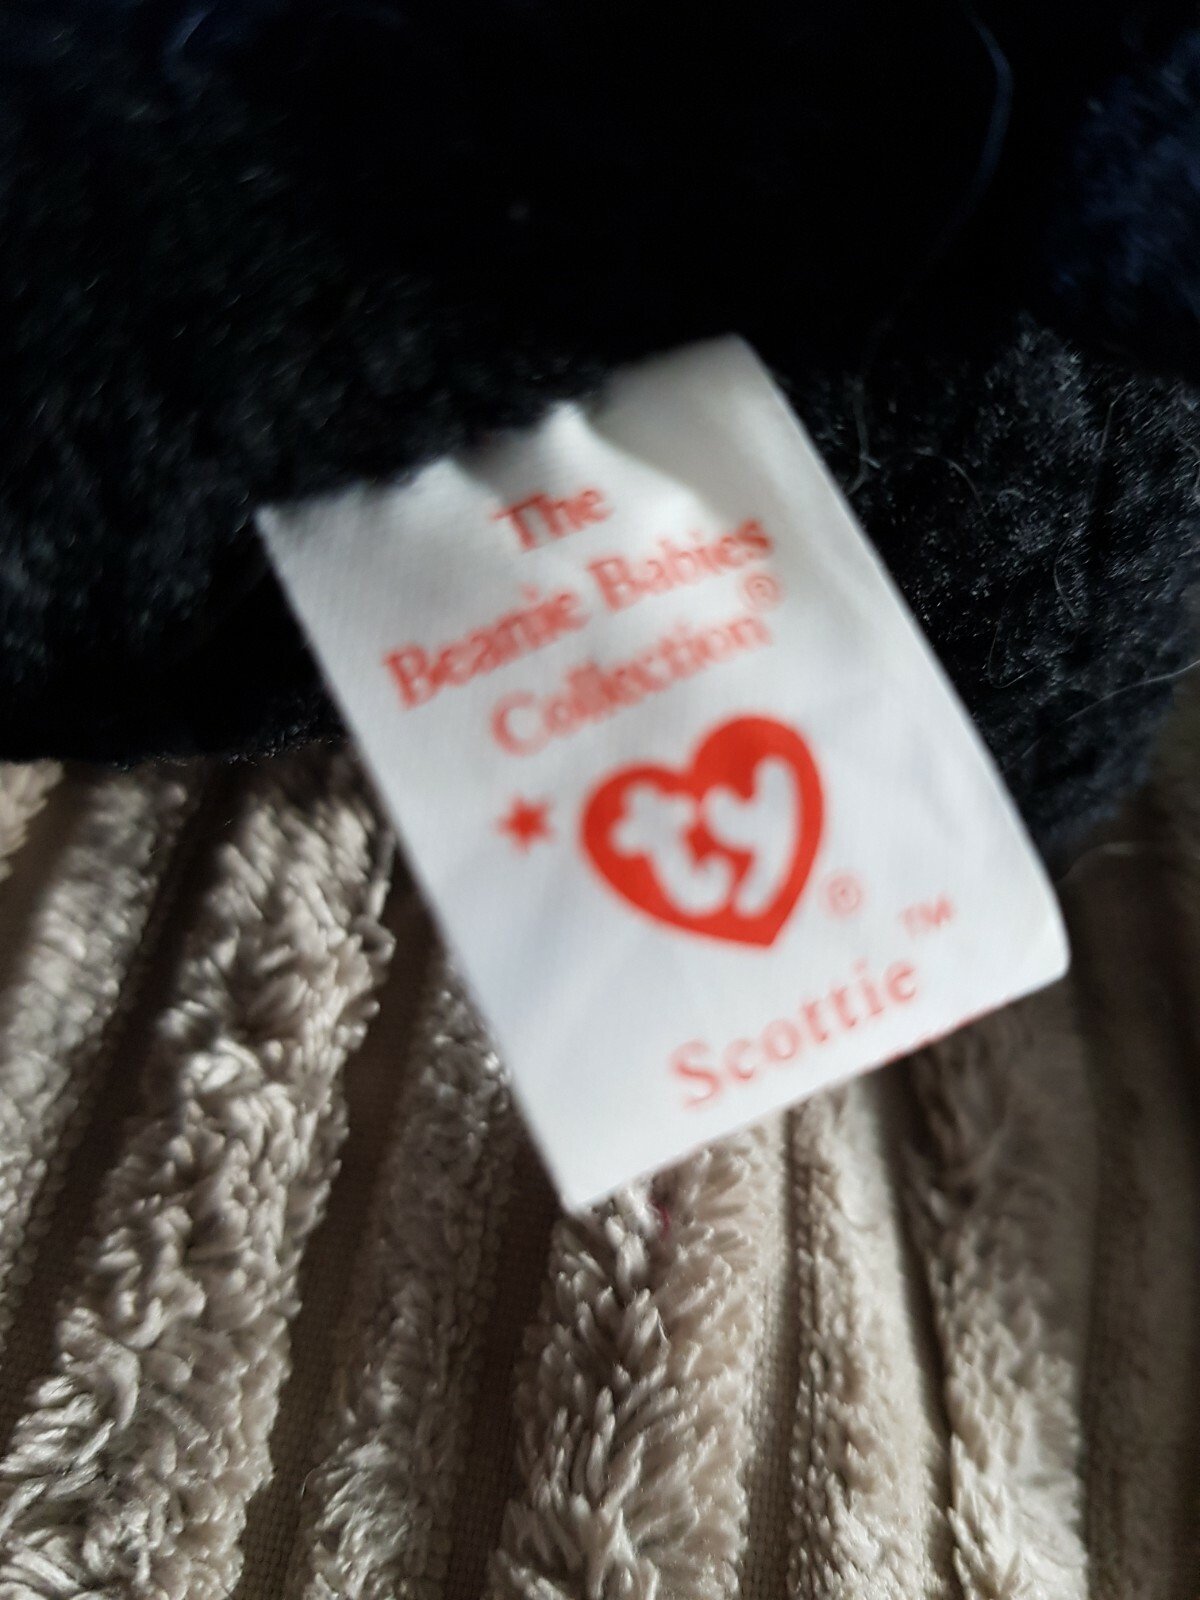 The
Beanie Babies
Collection®
ty®
Scottie™